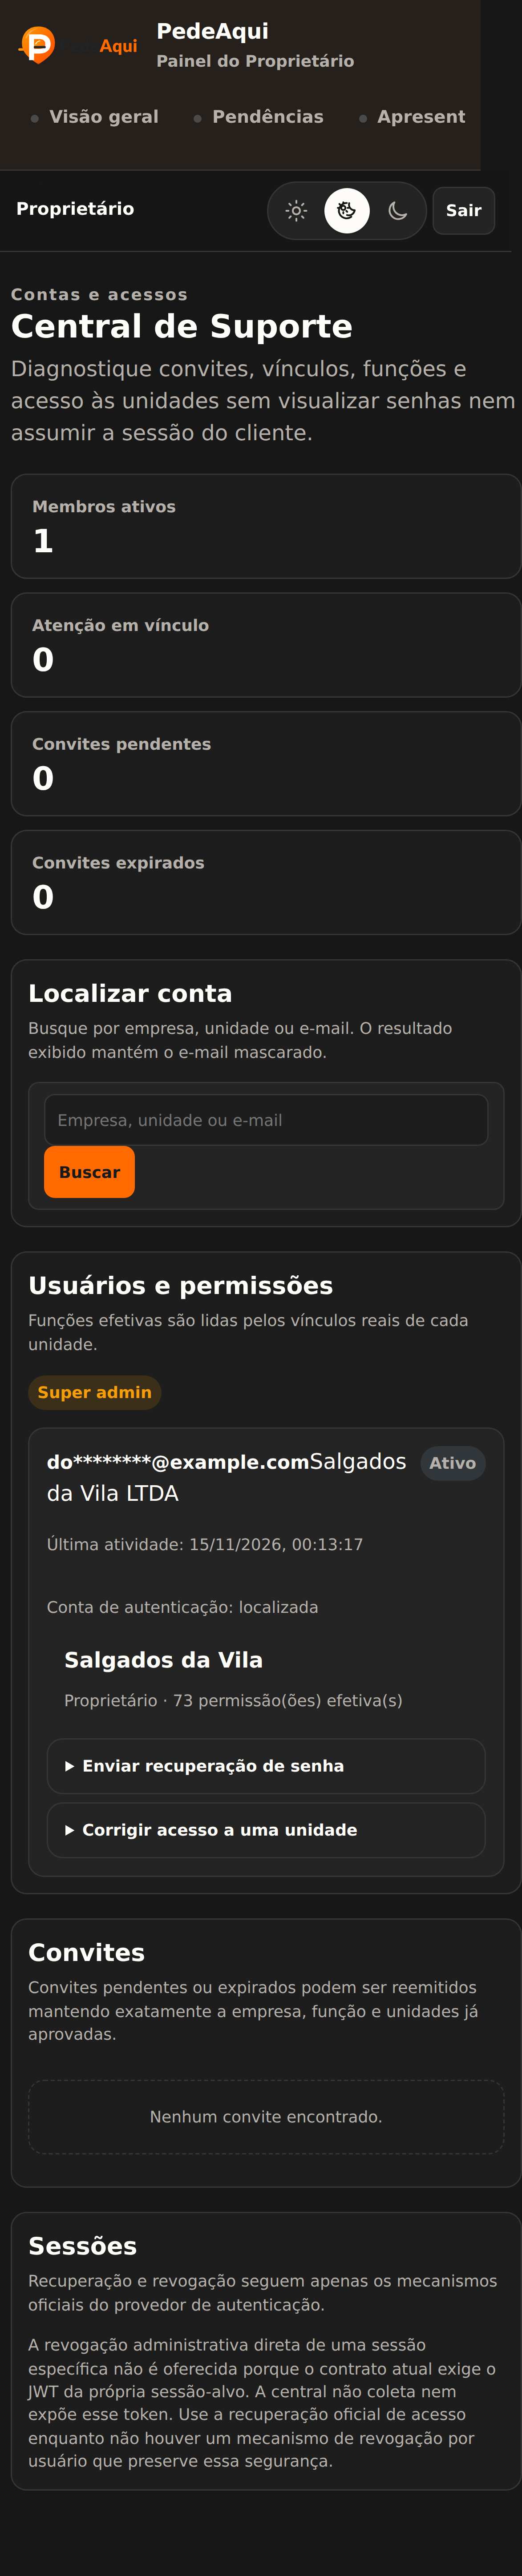 P Aqui
PedeAqui
Painel do Proprietário
Visão geral
Pendências
Apresent
Proprietário
Sair
Contas e acessos
Central de Suporte
Diagnostique convites, vínculos, funções e
acesso às unidades sem visualizar senhas nem
assumir a sessão do cliente.
Membros ativos
1
Atenção em vínculo
0
Convites pendentes
0
Convites expirados
0
Localizar conta
Busque por empresa, unidade ou e-mail. O resultado
exibido mantém o e-mail mascarado.
Empresa, unidade ou e-mail
Buscar
Usuários e permissões
Funções efetivas são lidas pelos vínculos reais de cada
unidade.
Super admin
do********@example.comSalgados
da Vila LTDA
Ativo
Última atividade: 15/11/2026, 00:13:17
Conta de autenticação: localizada
Salgados da Vila
Proprietário · 73 permissão(ões) efetiva(s)
▶ Enviar recuperação de senha
▶ Corrigir acesso a uma unidade
Convites
Convites pendentes ou expirados podem ser reemitidos
mantendo exatamente a empresa, função e unidades já
aprovadas.
Nenhum convite encontrado.
Sessões
Recuperação e revogação seguem apenas os mecanismos
oficiais do provedor de autenticação.
A revogação administrativa direta de uma sessão
específica não é oferecida porque o contrato atual exige o
JWT da própria sessão-alvo. A central não coleta nem
expõe esse token. Use a recuperação oficial de acesso
enquanto não houver um mecanismo de revogação por
usuário que preserve essa segurança.